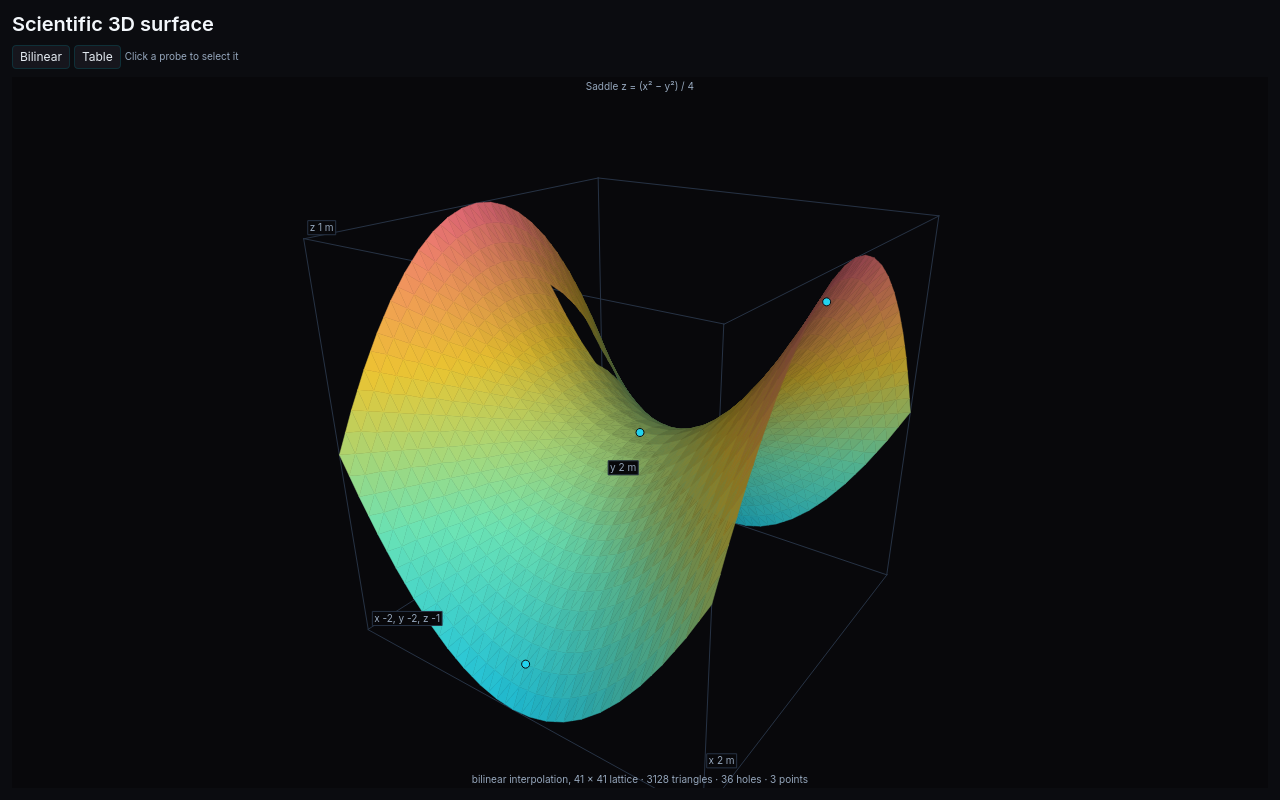 Scientific 3D surface
Bilinear
Table
Click a probe to select it
Saddle z = (x² − y²) / 4
z 1 m
y 2 m
x -2, y -2, z -1
x 2 m
bilinear interpolation, 41 × 41 lattice · 3128 triangles · 36 holes · 3 points